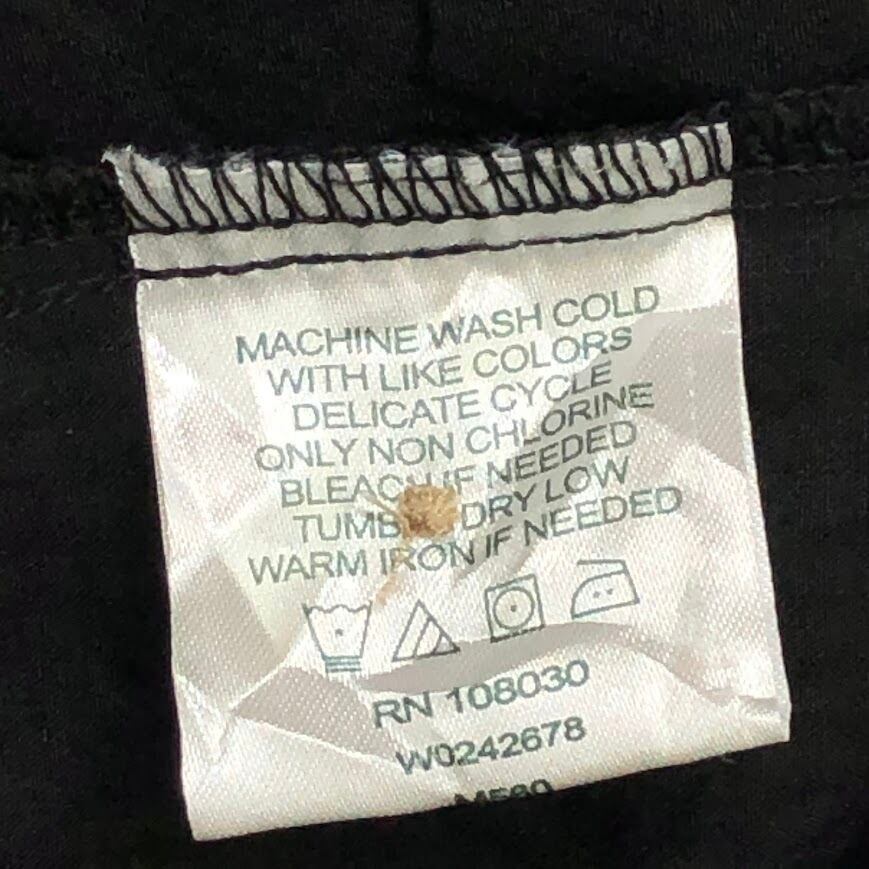 MACHINE WASH COLD
WITH LIKE COLORS
DELICATE CYCLE
ONLY NON CHLORINE
BLEACH IF NEEDED
DRY LOW
WARM IRON IF NEEDED
RN 108030
W0242678